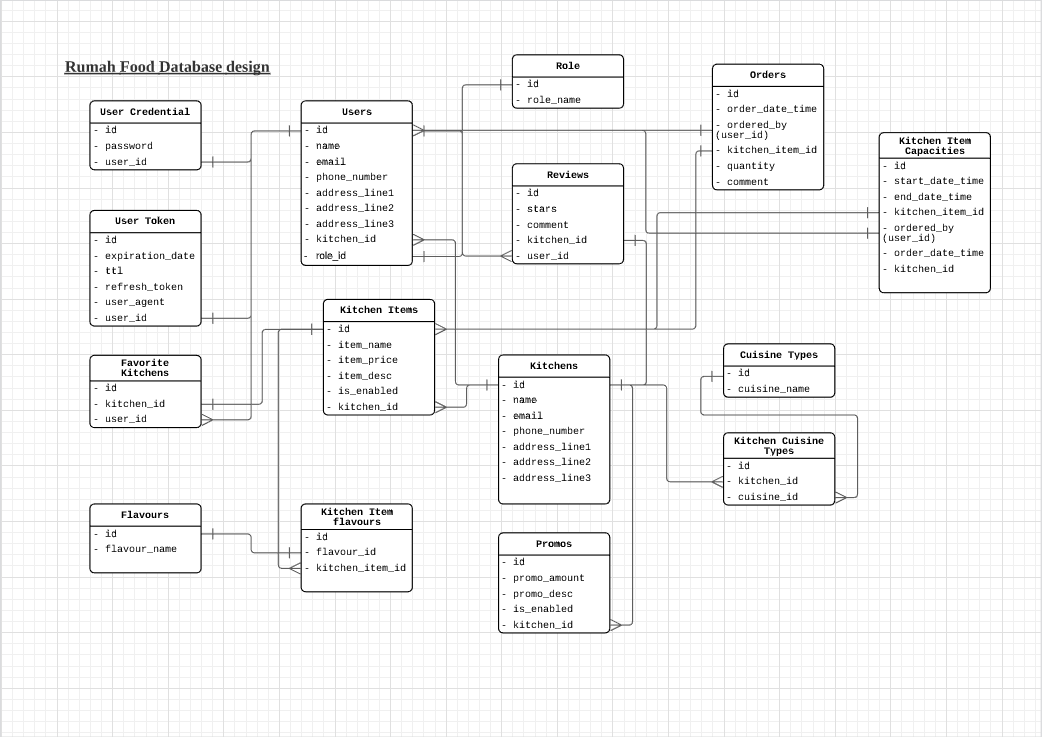 Rumah Food Database design
User Credential
- id
- password
- user_id
User Token
- id
- expiration_date
- ttl
- refresh_token
- user_agent
- user_id
Favorite
Kitchens
- id
- kitchen_id
- user_id
Flavours
- id
- flavour_name
Users
- id
- name
- email
- phone_number
- address_line1
- address_line2
- address_line3
- kitchen_id
- role_id
Kitchen Items
- id
- item_name
- item_price
- item_desc
- is_enabled
- kitchen_id
Kitchen Item
flavours
- id
- flavour_id
- kitchen_item_id
Role
- id
- role_name
Reviews
- id
- stars
- comment
- kitchen_id
- user_id
Kitchens
- id
- name
- email
- phone_number
- address_line1
- address_line2
- address_line3
Promos
- id
- promo_amount
- promo_desc
- is_enabled
- kitchen_id
Orders
- id
- order_date_time
- ordered_by
(user_id)
- kitchen_item_id
- quantity
- comment
Cuisine Types
- id
- cuisine_name
Kitchen Cuisine
Types
- id
- kitchen_id
- cuisine_id
Kitchen Item
Capacities
- id
- start_date_time
- end_date_time
- kitchen_item_id
- ordered_by
(user_id)
- order_date_time
- kitchen_id